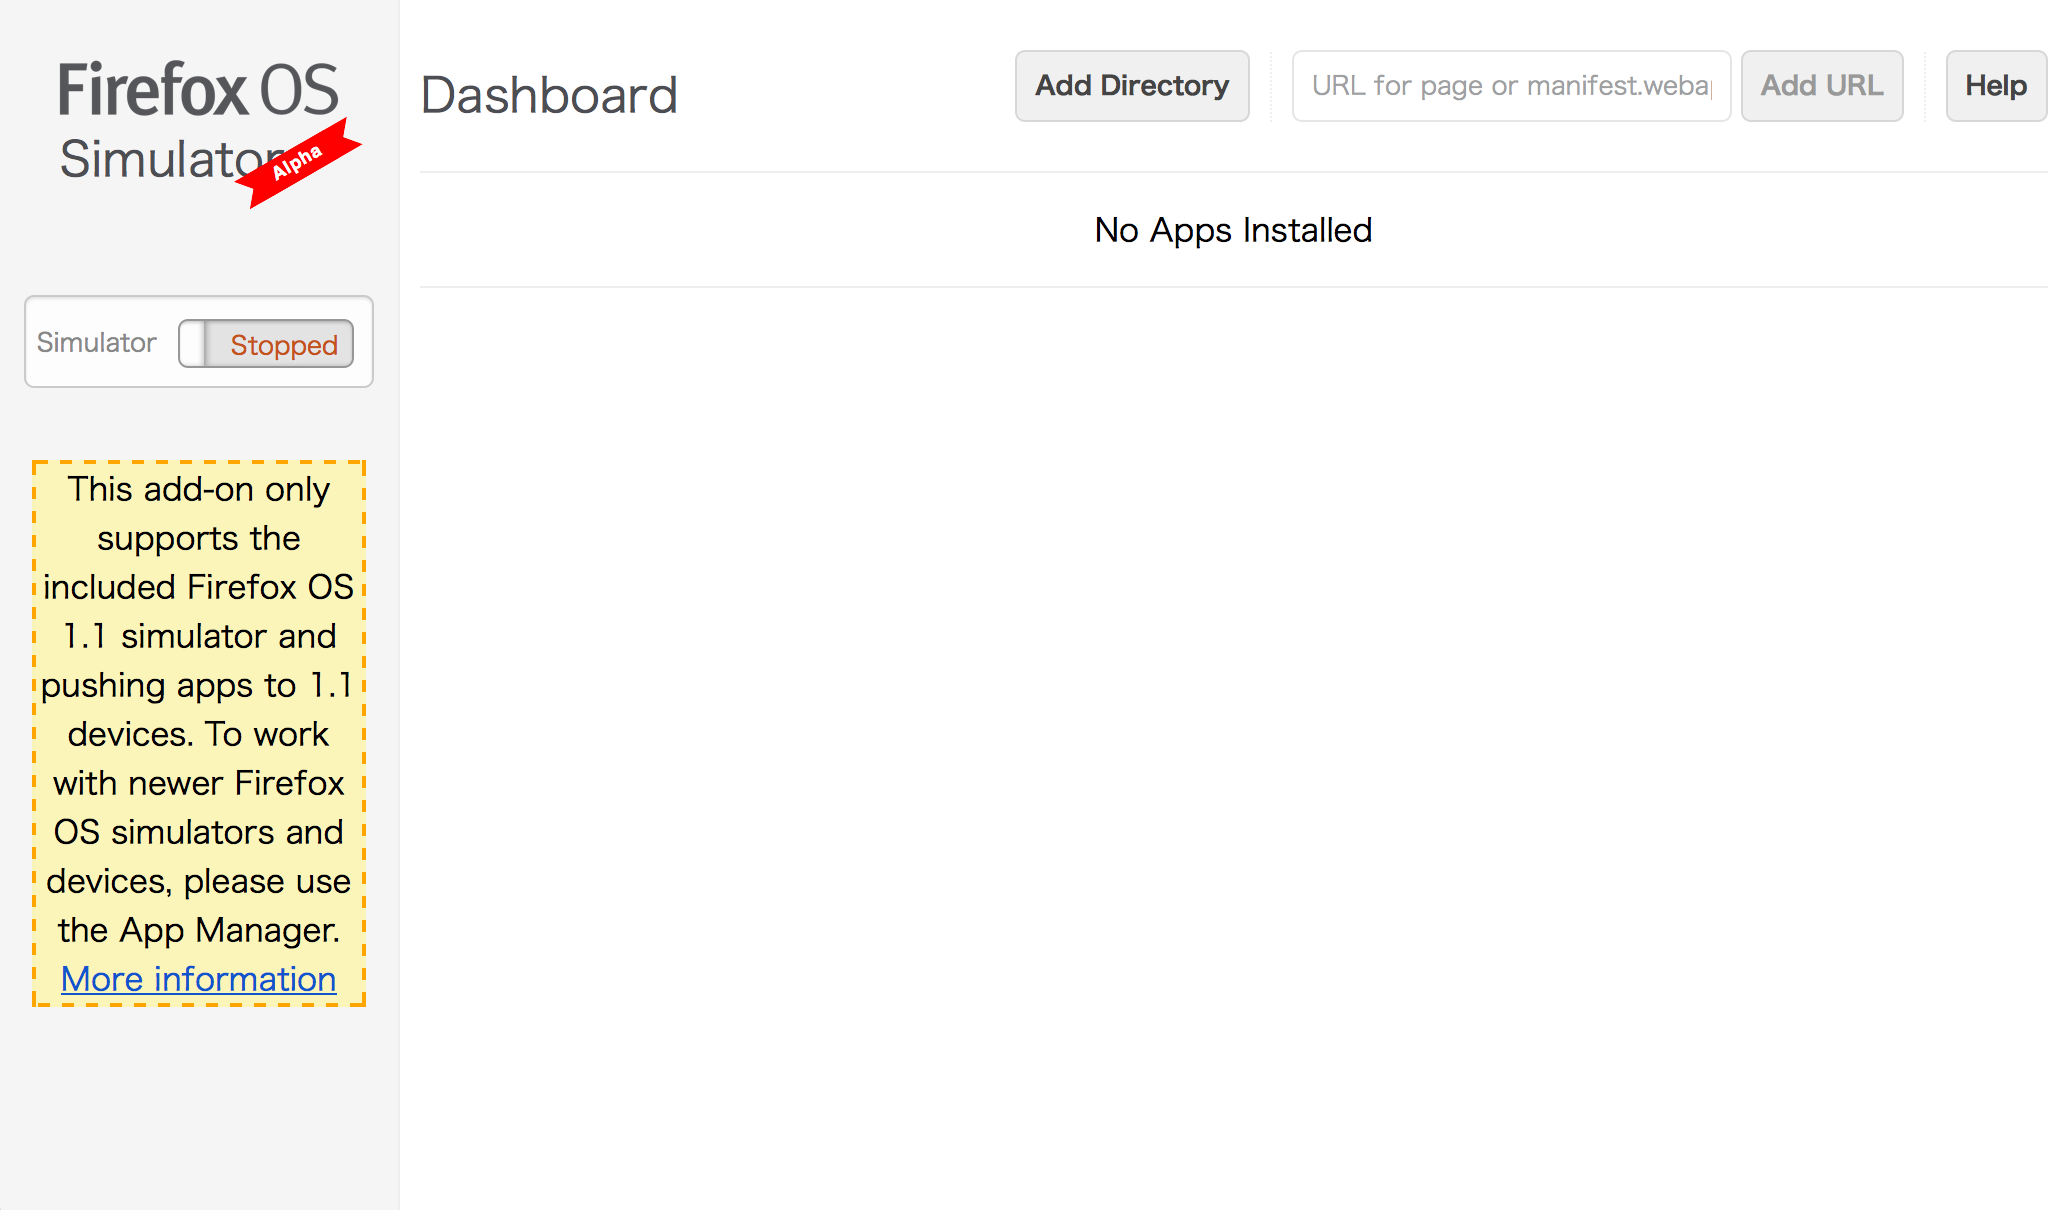 Firefox OS
Simulator
Alpha
Simulator
Stopped
This add-on only
supports the
included Firefox OS
1.1 simulator and
pushing apps to 1.1
devices. To work
with newer Firefox
OS simulators and
devices, please use
the App Manager.
More information
Dashboard
Add Directory
URL for page or manifest.webap
Add URL
Help
No Apps Installed